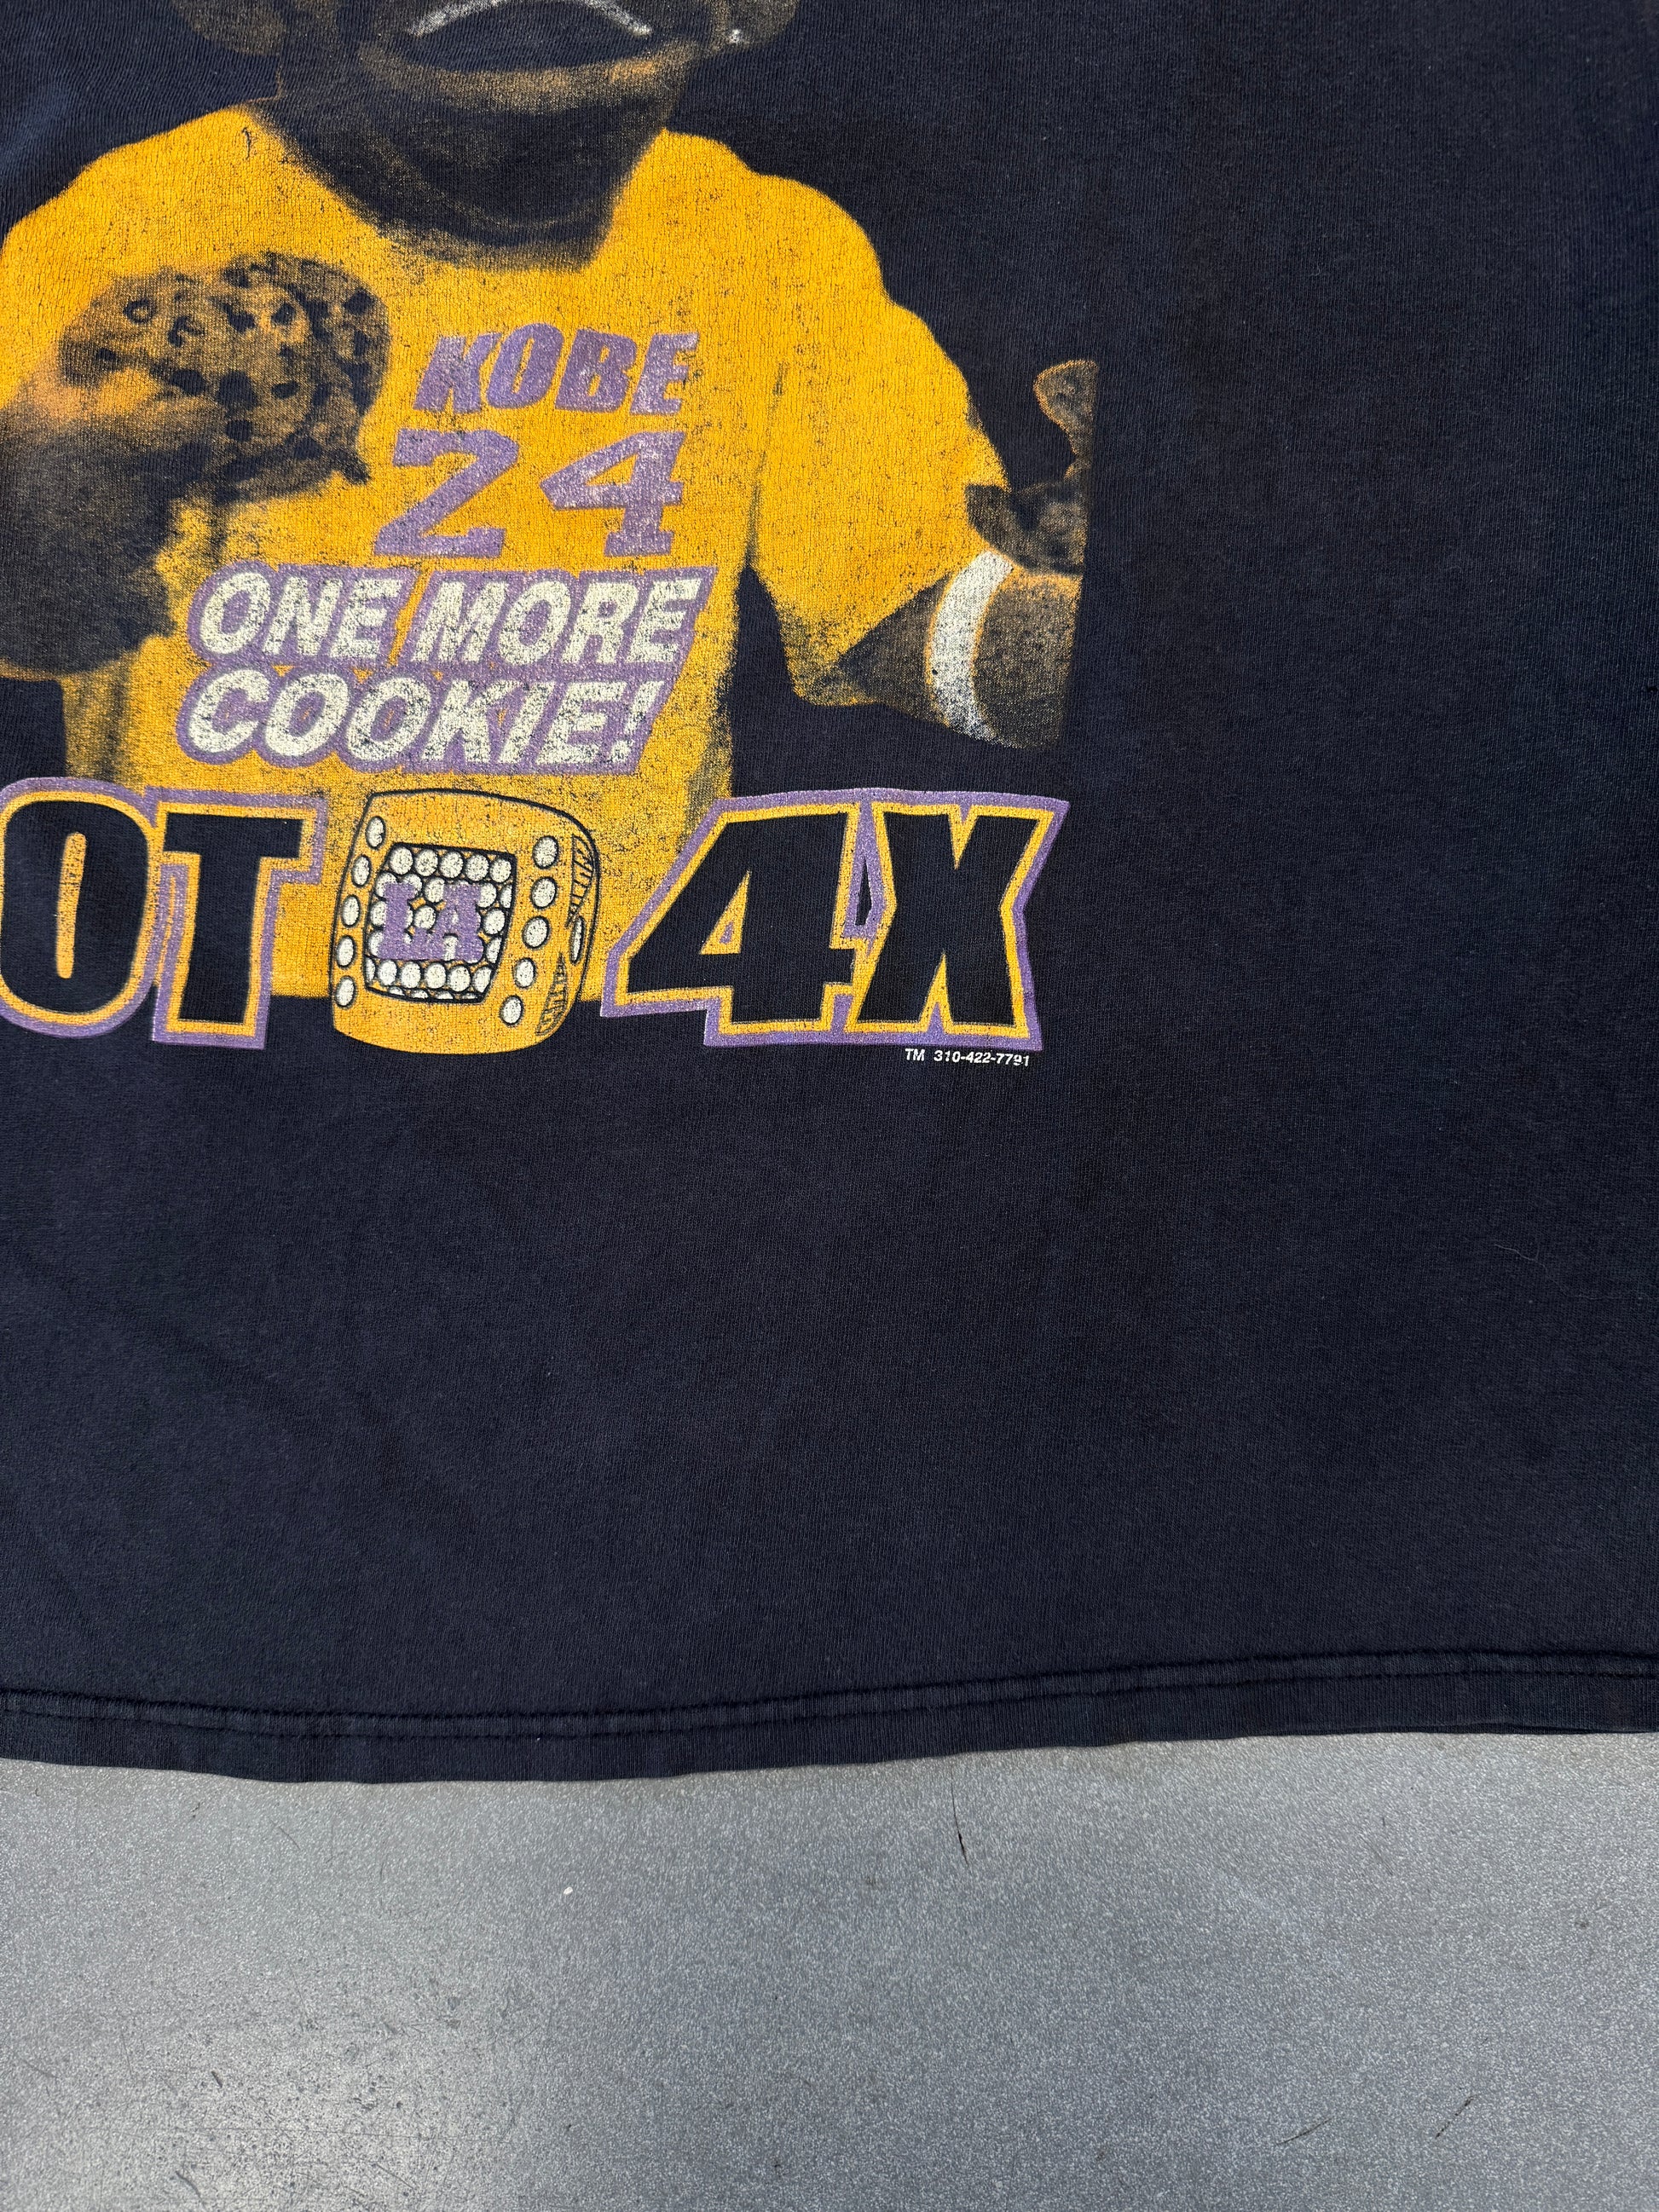 KOBE
24
ONE MORE
COOKIE!
OT LA 4X
TM 310-422-7791